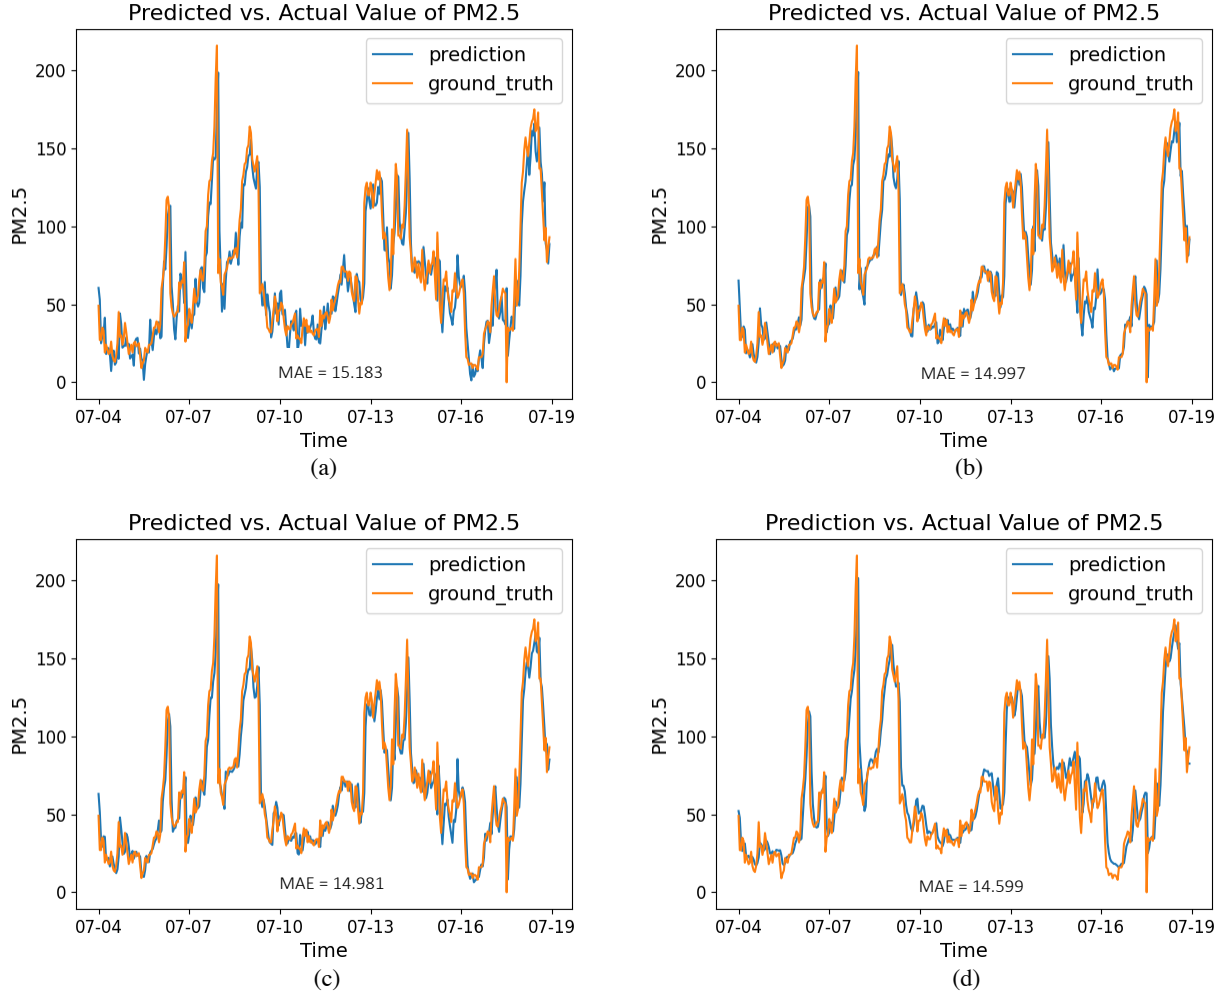 Predicted vs. Actual Value of PM2.5
prediction
ground_truth
200
150
100
50
0
PM2.5
MAE = 15.183
07-04 07-07 07-10 07-13 07-16 07-19
Time
(a)
Predicted vs. Actual Value of PM2.5
prediction
ground_truth
200
150
100
50
0
PM2.5
MAE = 14.997
07-04 07-07 07-10 07-13 07-16 07-19
Time
(b)
Predicted vs. Actual Value of PM2.5
prediction
ground_truth
200
150
100
50
0
PM2.5
MAE = 14.981
07-04 07-07 07-10 07-13 07-16 07-19
Time
(c)
Prediction vs. Actual Value of PM2.5
prediction
ground_truth
200
150
100
50
0
PM2.5
MAE = 14.599
07-04 07-07 07-10 07-13 07-16 07-19
Time
(d)